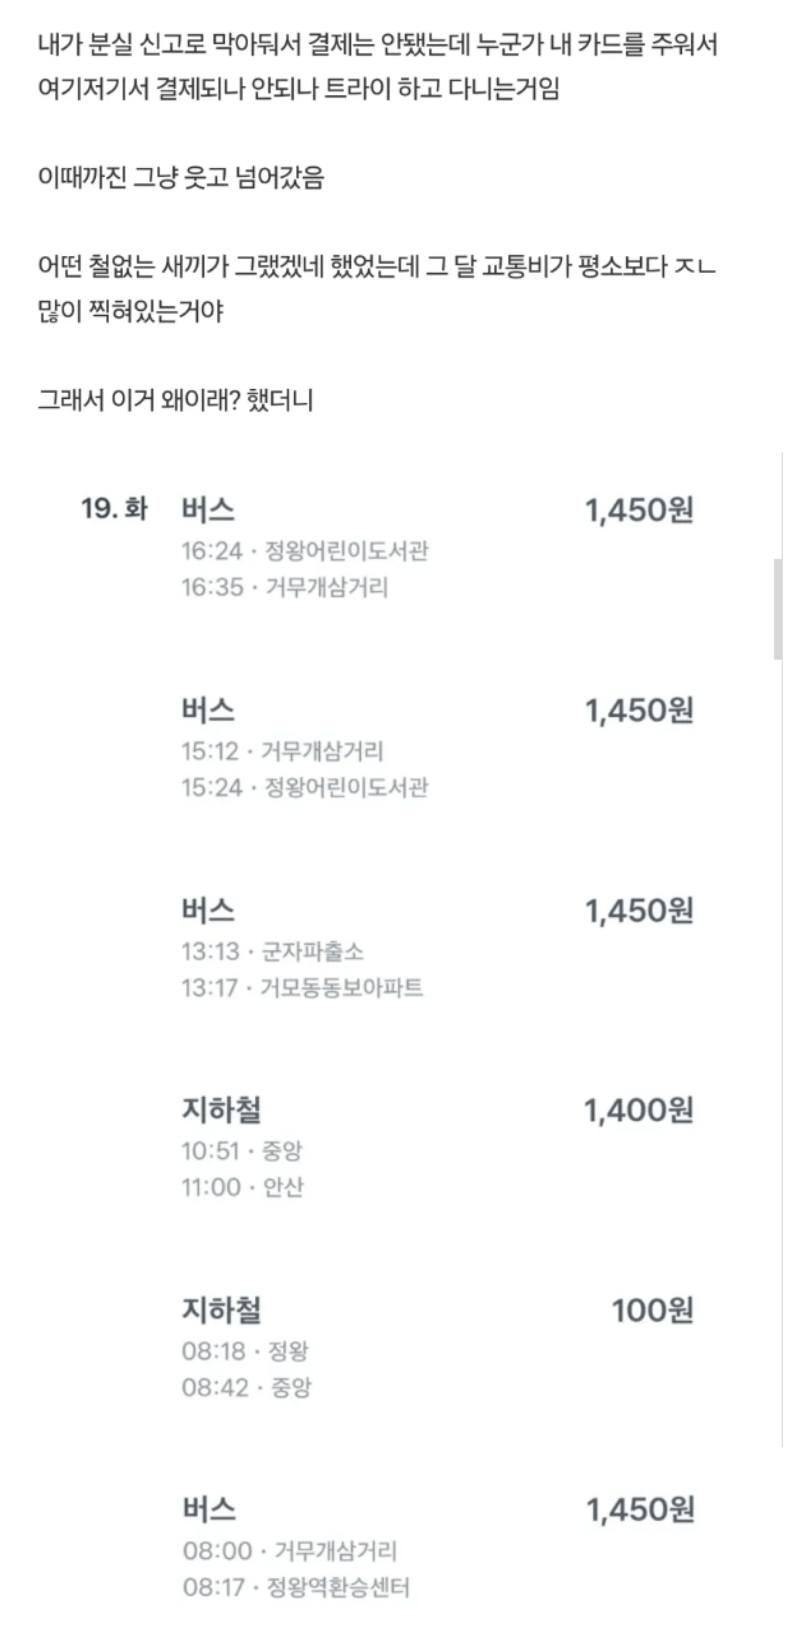 내가 분실 신고로 막아둬서 결제는 안됐는데 누군가 내 카드를 주워서
여기저기서 결제되나 안되나 트라이 하고 다니는거임
이때까진 그냥 웃고 넘어갔음
어떤 철없는 새끼가 그랬겠네 했었는데 그 달 교통비가 평소보다 ㅈㄴ
많이 찍혀있는거야
그래서 이거 왜이래? 했더니
19. 화 버스 1,450원
16:24 · 정왕어린이도서관
16:35 · 거무개삼거리
버스 1,450원
15:12 · 거무개삼거리
15:24 · 정왕어린이도서관
버스 1,450원
13:13 · 군자파출소
13:17 · 거모동동보아파트
지하철 1,400원
10:51 · 중앙
11:00 · 안산
지하철 100원
08:18 · 정왕
08:42 · 중앙
버스 1,450원
08:00 · 거무개삼거리
08:17 · 정왕역환승센터